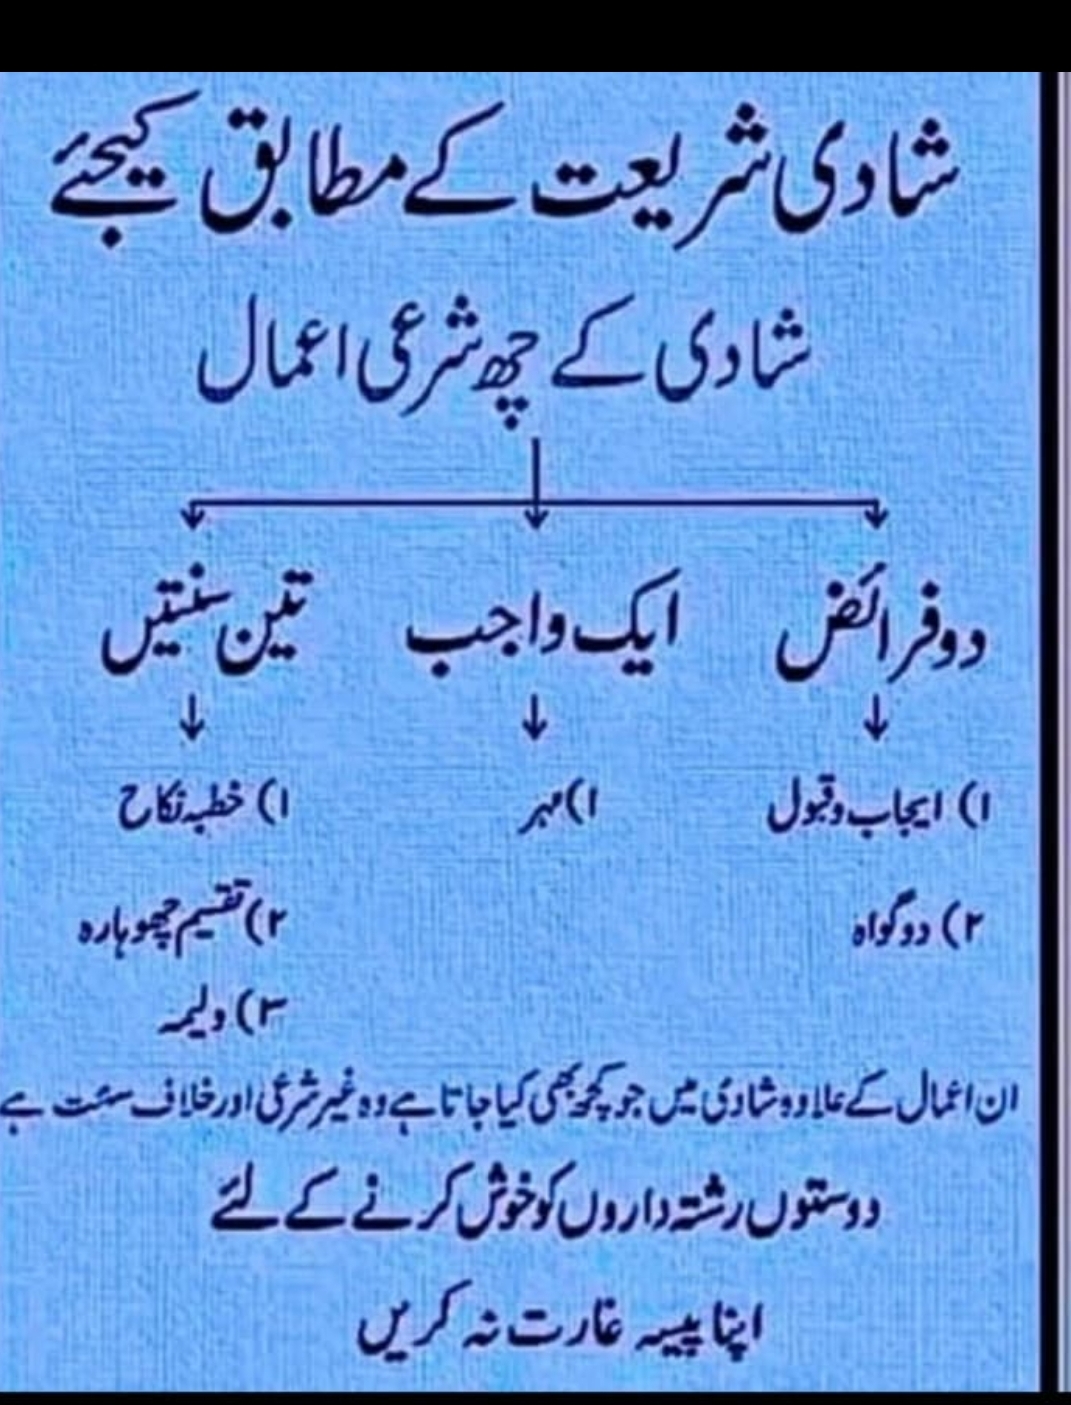 شادی شریعت کے مطابق کیجئے
شادی کے چھ شرعی اعمال
دو فرائض
ایک واجب
تین سنتیں
۱) ایجاب و قبول
۱) مہر
۱) خطبہ نکاح
۲) دو گواہ
۲) تقسیم چھوہارہ
۳) ولیمہ
ان اعمال کے علاوہ شادی میں جو کچھ بھی کیا جاتا ہے وہ غیر شرعی اور خلاف سنت ہے
دوستوں رشتہ داروں کو خوش کرنے کے لئے
اپنا پیسہ غارت نہ کریں